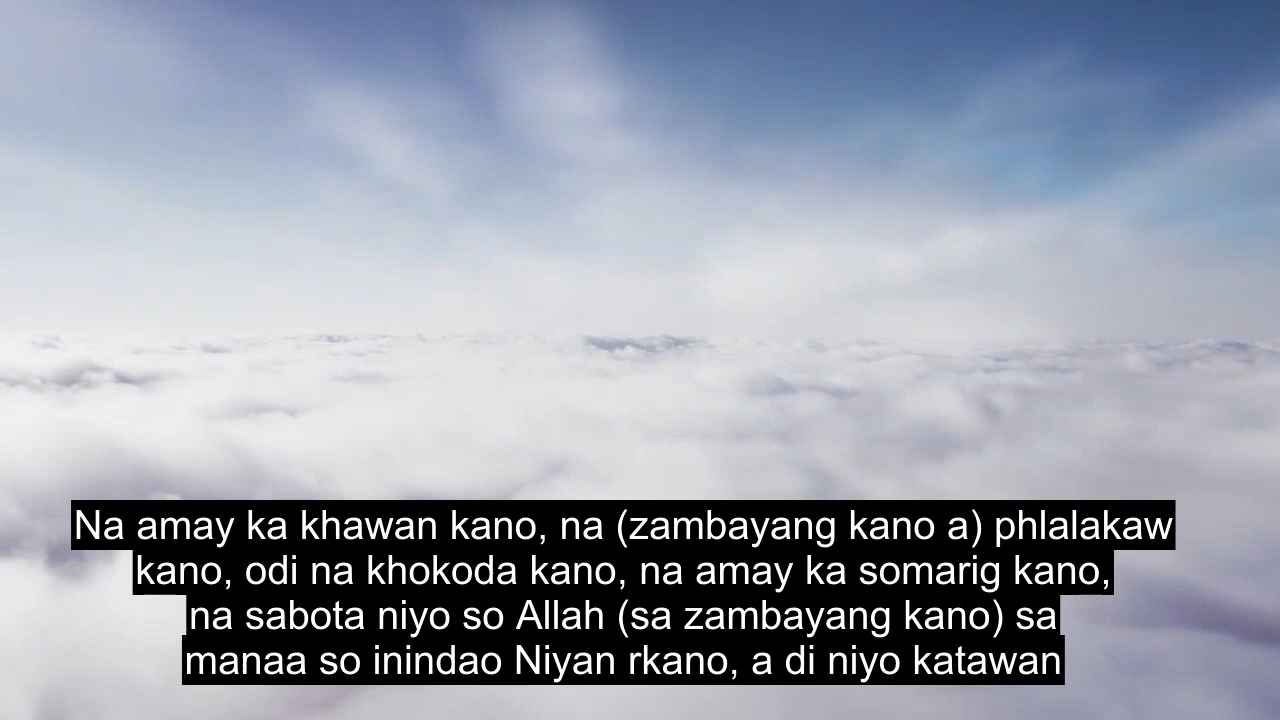 Na amay ka khawan kano, na (zambayang kano a) phlalakaw
kano, odi na khokoda kano, na amay ka somarig kano,
na sabota niyo so Allah (sa zambayang kano) sa
manaa so inindao Niyan rkano, a di niyo katawan